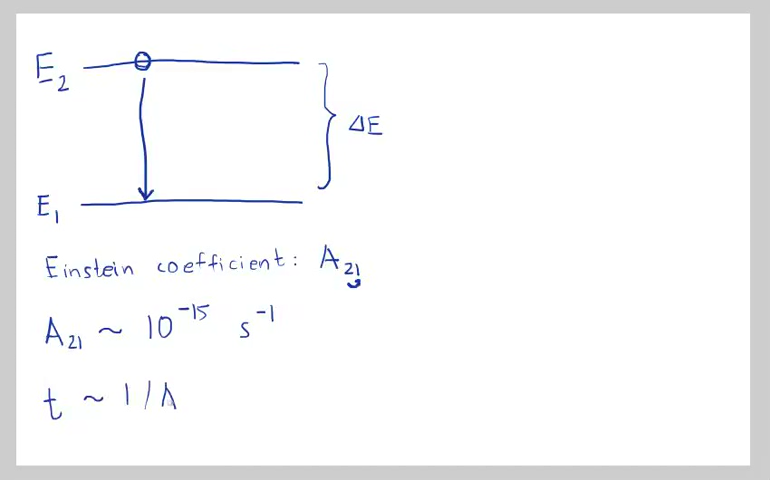 E₂
ΔE
E₁
Einstein coefficient: A₂₁
A₂₁ ~ 10⁻¹⁵ s⁻¹
t ~ 1/A